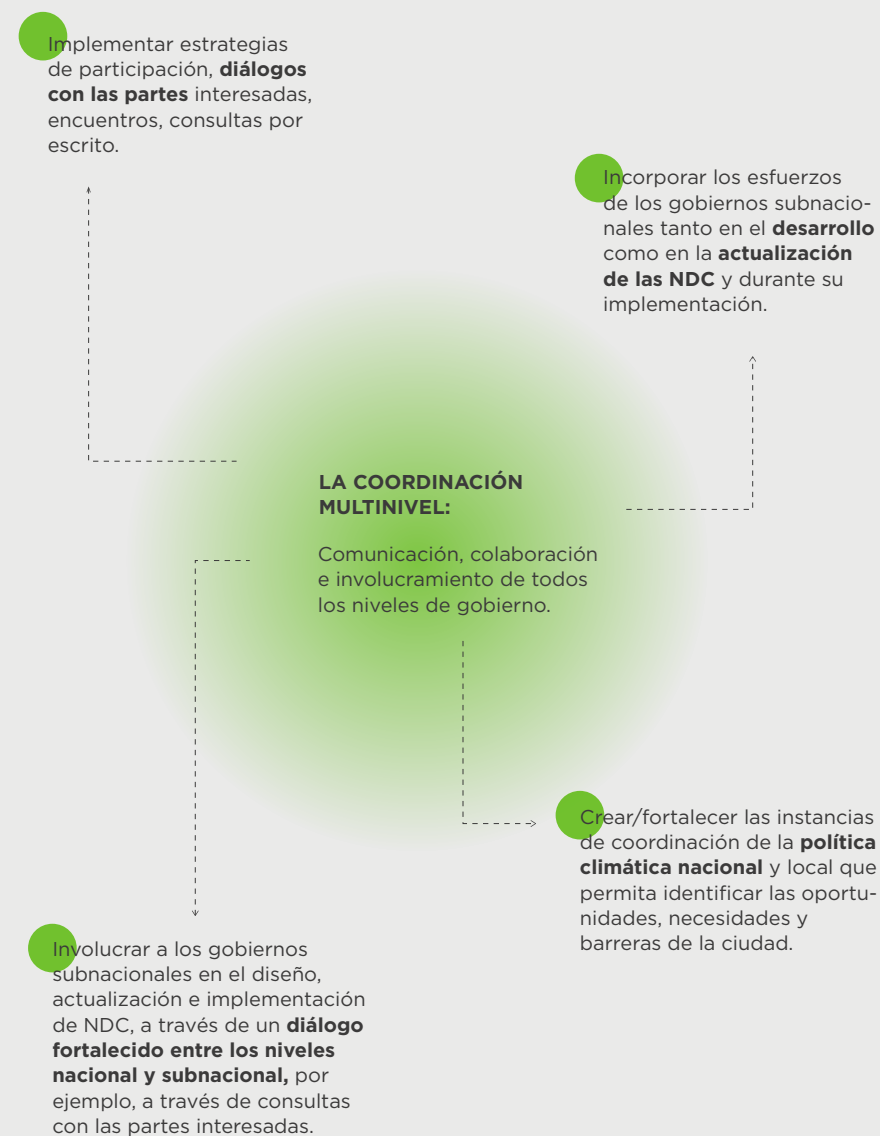 Implementar estrategias
de participación, diálogos
con las partes interesadas,
encuentros, consultas por
escrito.
Incorporar los esfuerzos
de los gobiernos subnacio-
nales tanto en el desarrollo
como en la actualización
de las NDC y durante su
implementación.
LA COORDINACIÓN
MULTINIVEL:
Comunicación, colaboración
e involucramiento de todos
los niveles de gobierno.
Crear/fortalecer las instancias
de coordinación de la política
climática nacional y local que
permita identificar las oportu-
nidades, necesidades y
barreras de la ciudad.
Involucrar a los gobiernos
subnacionales en el diseño,
actualización e implementación
de NDC, a través de un diálogo
fortalecido entre los niveles
nacional y subnacional, por
ejemplo, a través de consultas
con las partes interesadas.